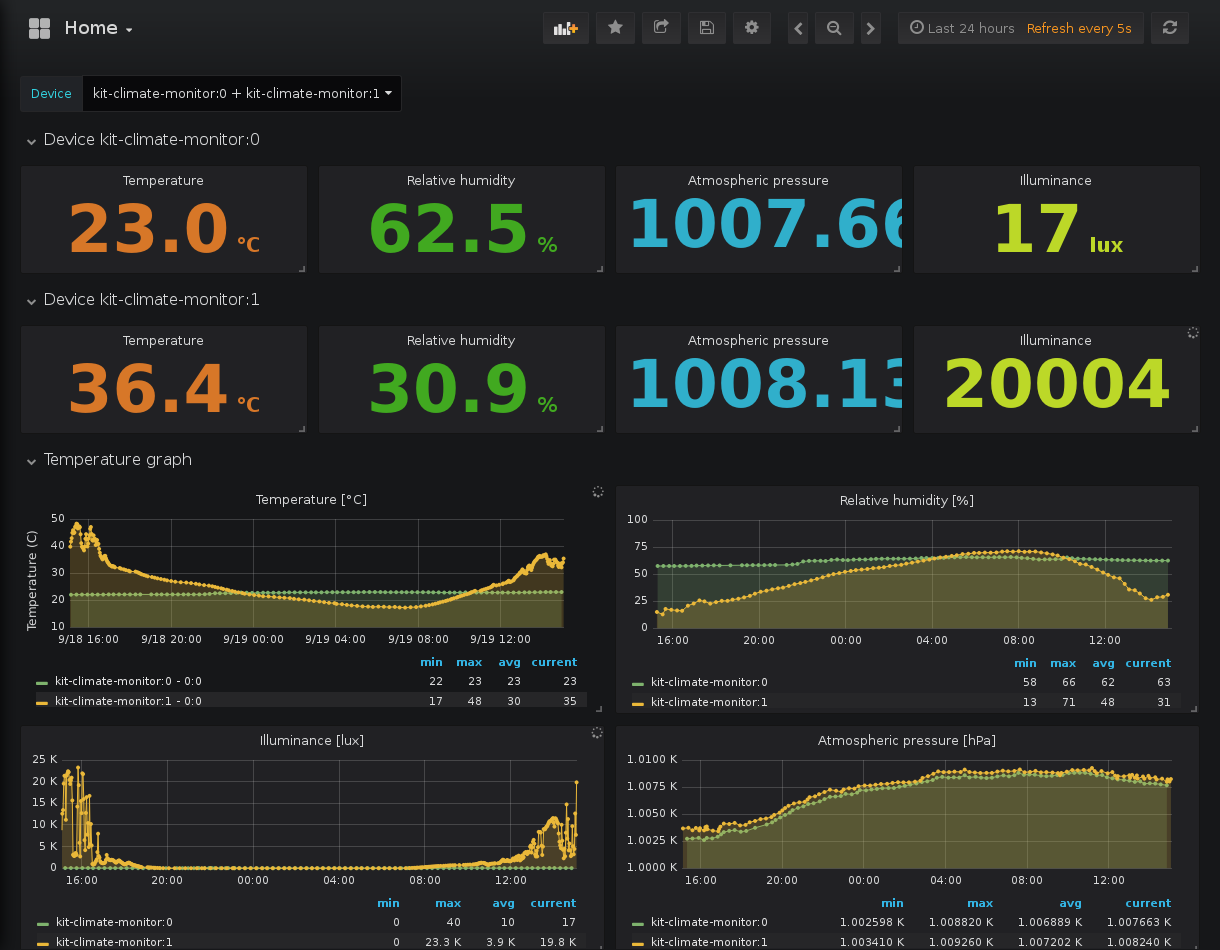 Home
Last 24 hours Refresh every 5s
Device kit-climate-monitor:0 + kit-climate-monitor:1
Device kit-climate-monitor:0
Temperature Relative humidity Atmospheric pressure Illuminance
23.0 °C 62.5 % 1007.66 17 lux
Device kit-climate-monitor:1
Temperature Relative humidity Atmospheric pressure Illuminance
36.4 °C 30.9 % 1008.13 20004
Temperature graph
Temperature [°C]
Temperature (C)
50
40
30
20
10
9/18 16:00 9/18 20:00 9/19 00:00 9/19 04:00 9/19 08:00 9/19 12:00
min max avg current
kit-climate-monitor:0 - 0:0 22 23 23 23
kit-climate-monitor:1 - 0:0 17 48 30 35
Relative humidity [%]
100
75
50
25
0
16:00 20:00 00:00 04:00 08:00 12:00
min max avg current
kit-climate-monitor:0 58 66 62 63
kit-climate-monitor:1 13 71 48 31
Illuminance [lux]
25 K
20 K
15 K
10 K
5 K
0
16:00 20:00 00:00 04:00 08:00 12:00
min max avg current
kit-climate-monitor:0 0 40 10 17
kit-climate-monitor:1 0 23.3 K 3.9 K 19.8 K
Atmospheric pressure [hPa]
1.0100 K
1.0075 K
1.0050 K
1.0025 K
1.0000 K
16:00 20:00 00:00 04:00 08:00 12:00
min max avg current
kit-climate-monitor:0 1.002598 K 1.008820 K 1.006889 K 1.007663 K
kit-climate-monitor:1 1.003410 K 1.009260 K 1.007202 K 1.008240 K